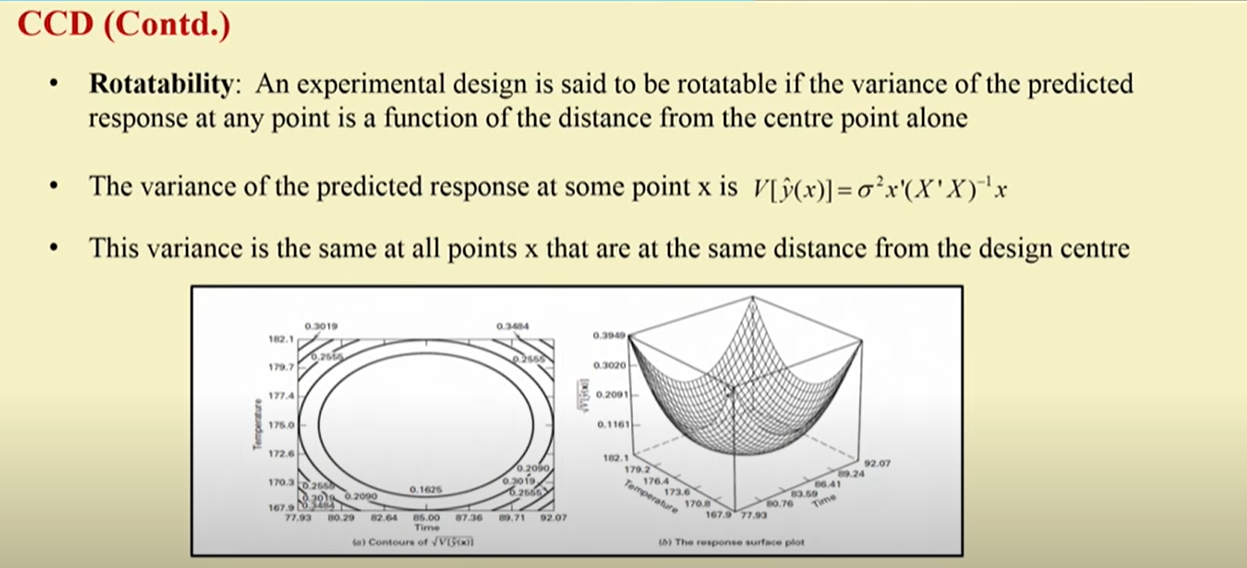 CCD (Contd.)
• Rotatability: An experimental design is said to be rotatable if the variance of the predicted
response at any point is a function of the distance from the centre point alone
• The variance of the predicted response at some point x is V[ŷ(x)] = σ²x'(X'X)⁻¹x
• This variance is the same at all points x that are at the same distance from the design centre
0.3019 0.3484
182.1
0.2555 0.2555
179.7
177.4
175.0
Temperature
172.6
0.2090
170.3 0.2555 0.1625 0.3019
0.3019 0.2090 0.2555
167.9 0.3484
77.93 80.29 82.64 85.00 87.36 89.71 92.07
Time
(a) Contours of √V[ŷ(x)]
0.3949
0.3020
√V[ŷ(x)]
0.2091
0.1161
182.1
179.2
176.4
173.6
170.8
167.9
Temperature
77.93
80.76
83.59
86.41
89.24
92.07
Time
(b) The response surface plot